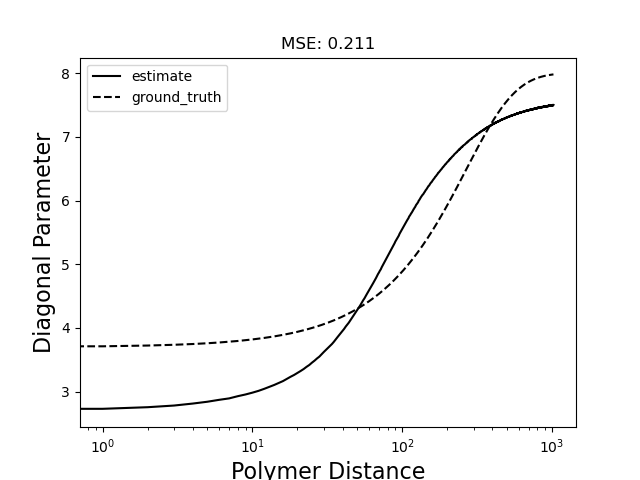 MSE: 0.211
estimate
ground_truth
Diagonal Parameter
8
7
6
5
4
3
10⁰ 10¹ 10² 10³
Polymer Distance